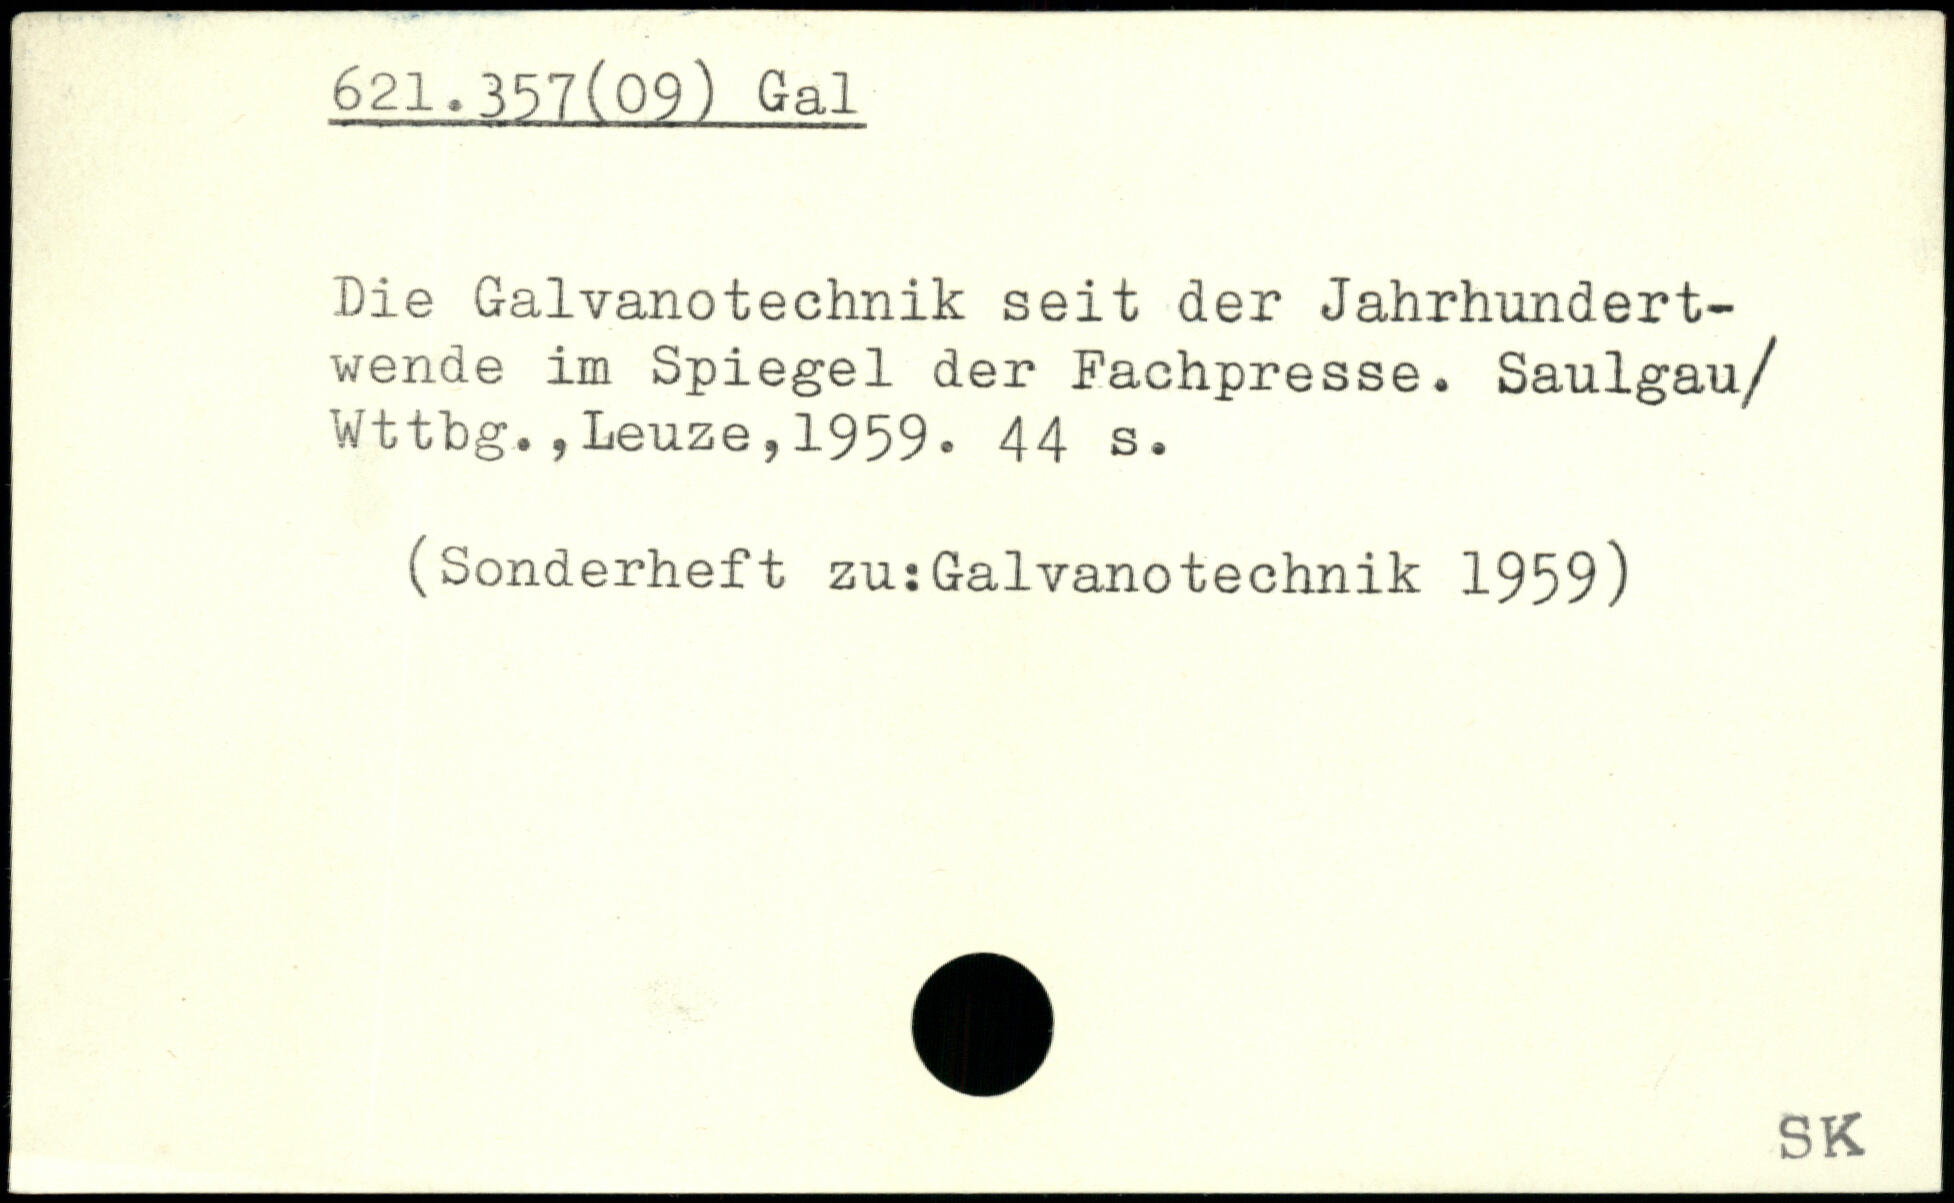 621.357(09) Gal
Die Galvanotechnik seit der Jahrhundert-
wende im Spiegel der Fachpresse. Saulgau/
Wttbg.,Leuze,1959. 44 s.
(Sonderheft zu:Galvanotechnik 1959)
SK